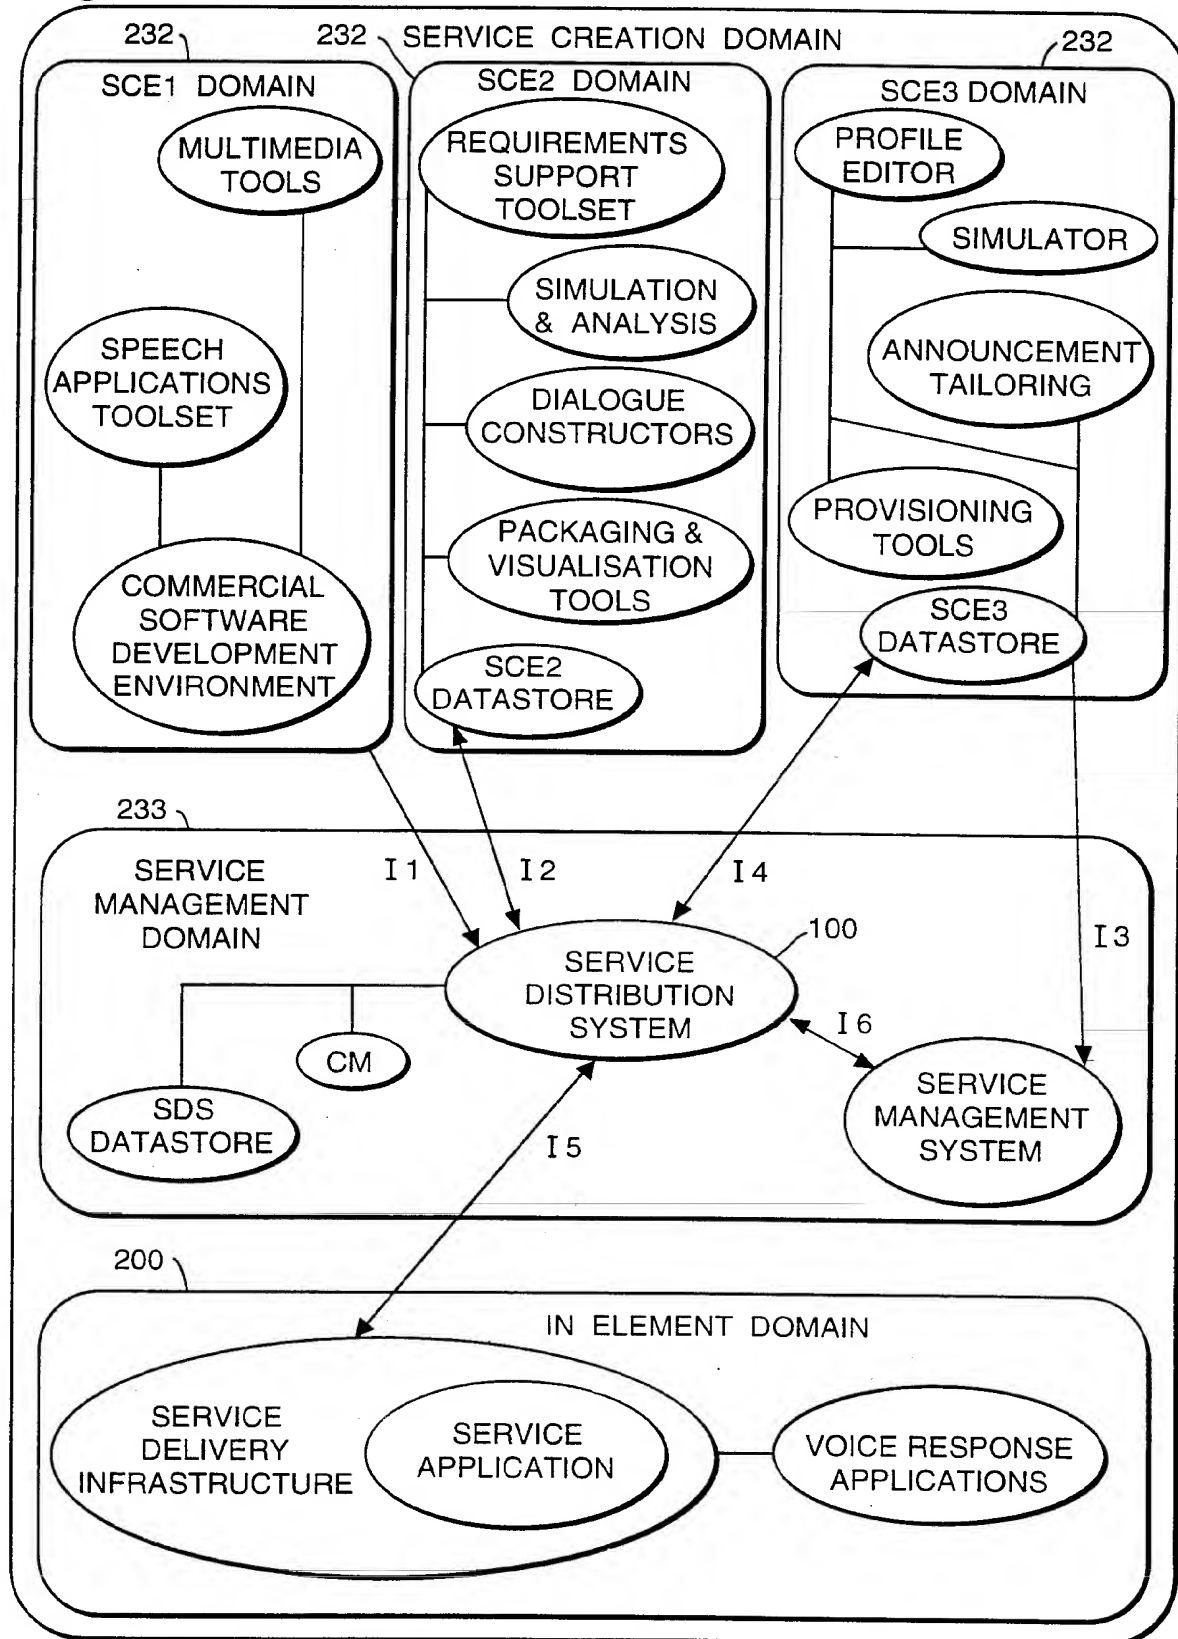 SERVICE CREATION DOMAIN
232
232
232
SCE1 DOMAIN
MULTIMEDIA
TOOLS
SPEECH
APPLICATIONS
TOOLSET
COMMERCIAL
SOFTWARE
DEVELOPMENT
ENVIRONMENT
SCE2 DOMAIN
REQUIREMENTS
SUPPORT
TOOLSET
SIMULATION
& ANALYSIS
DIALOGUE
CONSTRUCTORS
PACKAGING &
VISUALISATION
TOOLS
SCE2
DATASTORE
SCE3 DOMAIN
PROFILE
EDITOR
SIMULATOR
ANNOUNCEMENT
TAILORING
PROVISIONING
TOOLS
SCE3
DATASTORE
233
SERVICE
MANAGEMENT
DOMAIN
I1
I2
I4
I3
100
SERVICE
DISTRIBUTION
SYSTEM
I6
CM
SDS
DATASTORE
SERVICE
MANAGEMENT
SYSTEM
I5
200
IN ELEMENT DOMAIN
SERVICE
DELIVERY
INFRASTRUCTURE
SERVICE
APPLICATION
VOICE RESPONSE
APPLICATIONS